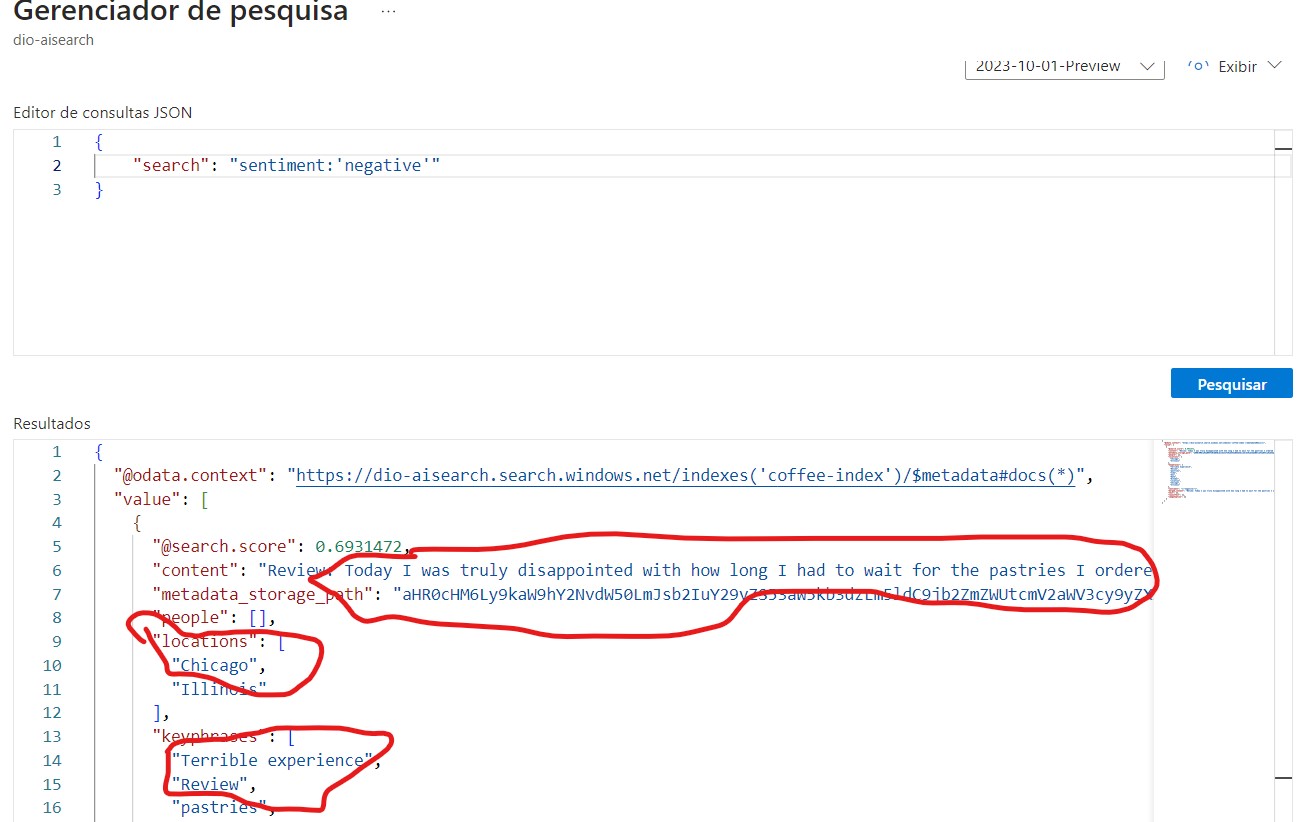 Gerenciador de pesquisa ...
dio-aisearch
2023-10-01-Preview Exibir
Editor de consultas JSON
1 {
2 "search": "sentiment:'negative'"
3 }
Pesquisar
Resultados
1 {
2 "@odata.context": "https://dio-aisearch.search.windows.net/indexes('coffee-index')/$metadata#docs(*)",
3 "value": [
4 {
5 "@search.score": 0.6931472,
6 "content": "Review: Today I was truly disappointed with how long I had to wait for the pastries I ordere
7 "metadata_storage_path":
8 "people": [],
9 "locations": [
10 "Chicago",
11 "Illinois"
12 ],
13 "keyphrases": [
14 "Terrible experience",
15 "Review",
16 "pastries",